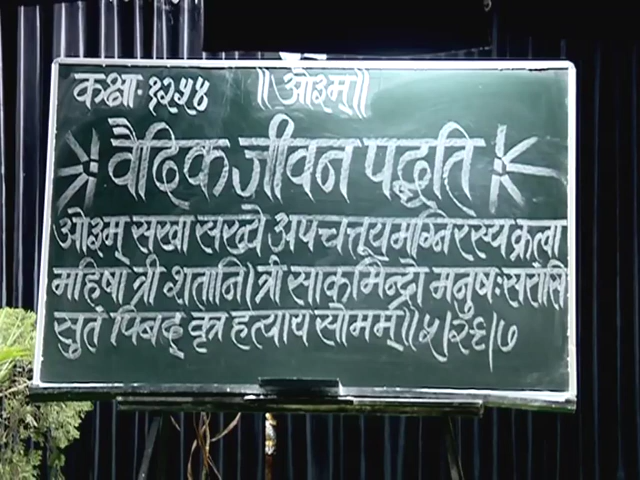 कक्षाः १२५४ ॥ओ३म्॥
वैदिक जीवन पद्धति
ओ३म् सखा सख्ये अपचत्तूयमग्निरस्य क्रत्वा
महिषा त्री शतानि। त्री साकमिन्द्रो मनुषः सरांसि
सुतं पिबद् वृत्र हत्याय सोमम्॥५/२९/७